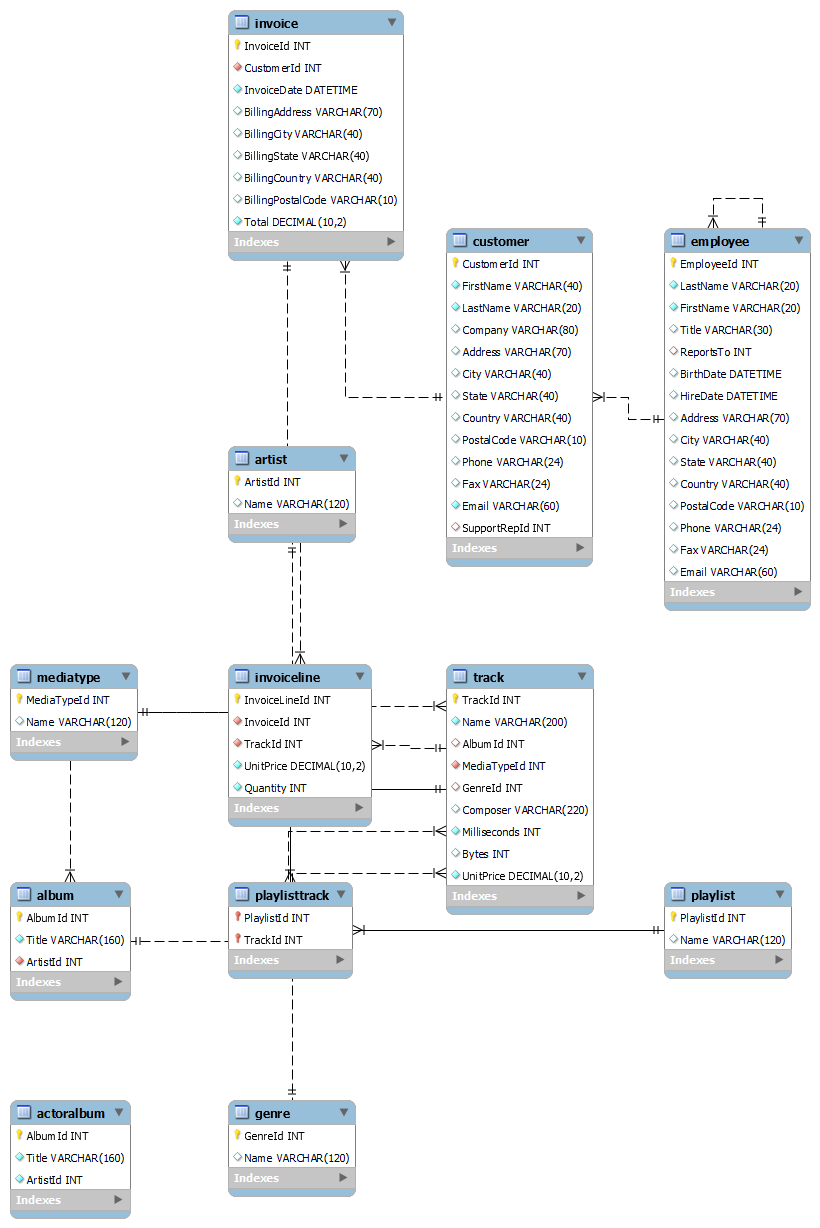 invoice
InvoiceId INT
CustomerId INT
InvoiceDate DATETIME
BillingAddress VARCHAR(70)
BillingCity VARCHAR(40)
BillingState VARCHAR(40)
BillingCountry VARCHAR(40)
BillingPostalCode VARCHAR(10)
Total DECIMAL(10,2)
Indexes
customer
CustomerId INT
FirstName VARCHAR(40)
LastName VARCHAR(20)
Company VARCHAR(80)
Address VARCHAR(70)
City VARCHAR(40)
State VARCHAR(40)
Country VARCHAR(40)
PostalCode VARCHAR(10)
Phone VARCHAR(24)
Fax VARCHAR(24)
Email VARCHAR(60)
SupportRepId INT
Indexes
employee
EmployeeId INT
LastName VARCHAR(20)
FirstName VARCHAR(20)
Title VARCHAR(30)
ReportsTo INT
BirthDate DATETIME
HireDate DATETIME
Address VARCHAR(70)
City VARCHAR(40)
State VARCHAR(40)
Country VARCHAR(40)
PostalCode VARCHAR(10)
Phone VARCHAR(24)
Fax VARCHAR(24)
Email VARCHAR(60)
Indexes
artist
ArtistId INT
Name VARCHAR(120)
Indexes
mediatype
MediaTypeId INT
Name VARCHAR(120)
Indexes
invoiceline
InvoiceLineId INT
InvoiceId INT
TrackId INT
UnitPrice DECIMAL(10,2)
Quantity INT
Indexes
track
TrackId INT
Name VARCHAR(200)
AlbumId INT
MediaTypeId INT
GenreId INT
Composer VARCHAR(220)
Milliseconds INT
Bytes INT
UnitPrice DECIMAL(10,2)
Indexes
album
AlbumId INT
Title VARCHAR(160)
ArtistId INT
Indexes
playlisttrack
PlaylistId INT
TrackId INT
Indexes
playlist
PlaylistId INT
Name VARCHAR(120)
Indexes
actoralbum
AlbumId INT
Title VARCHAR(160)
ArtistId INT
Indexes
genre
GenreId INT
Name VARCHAR(120)
Indexes